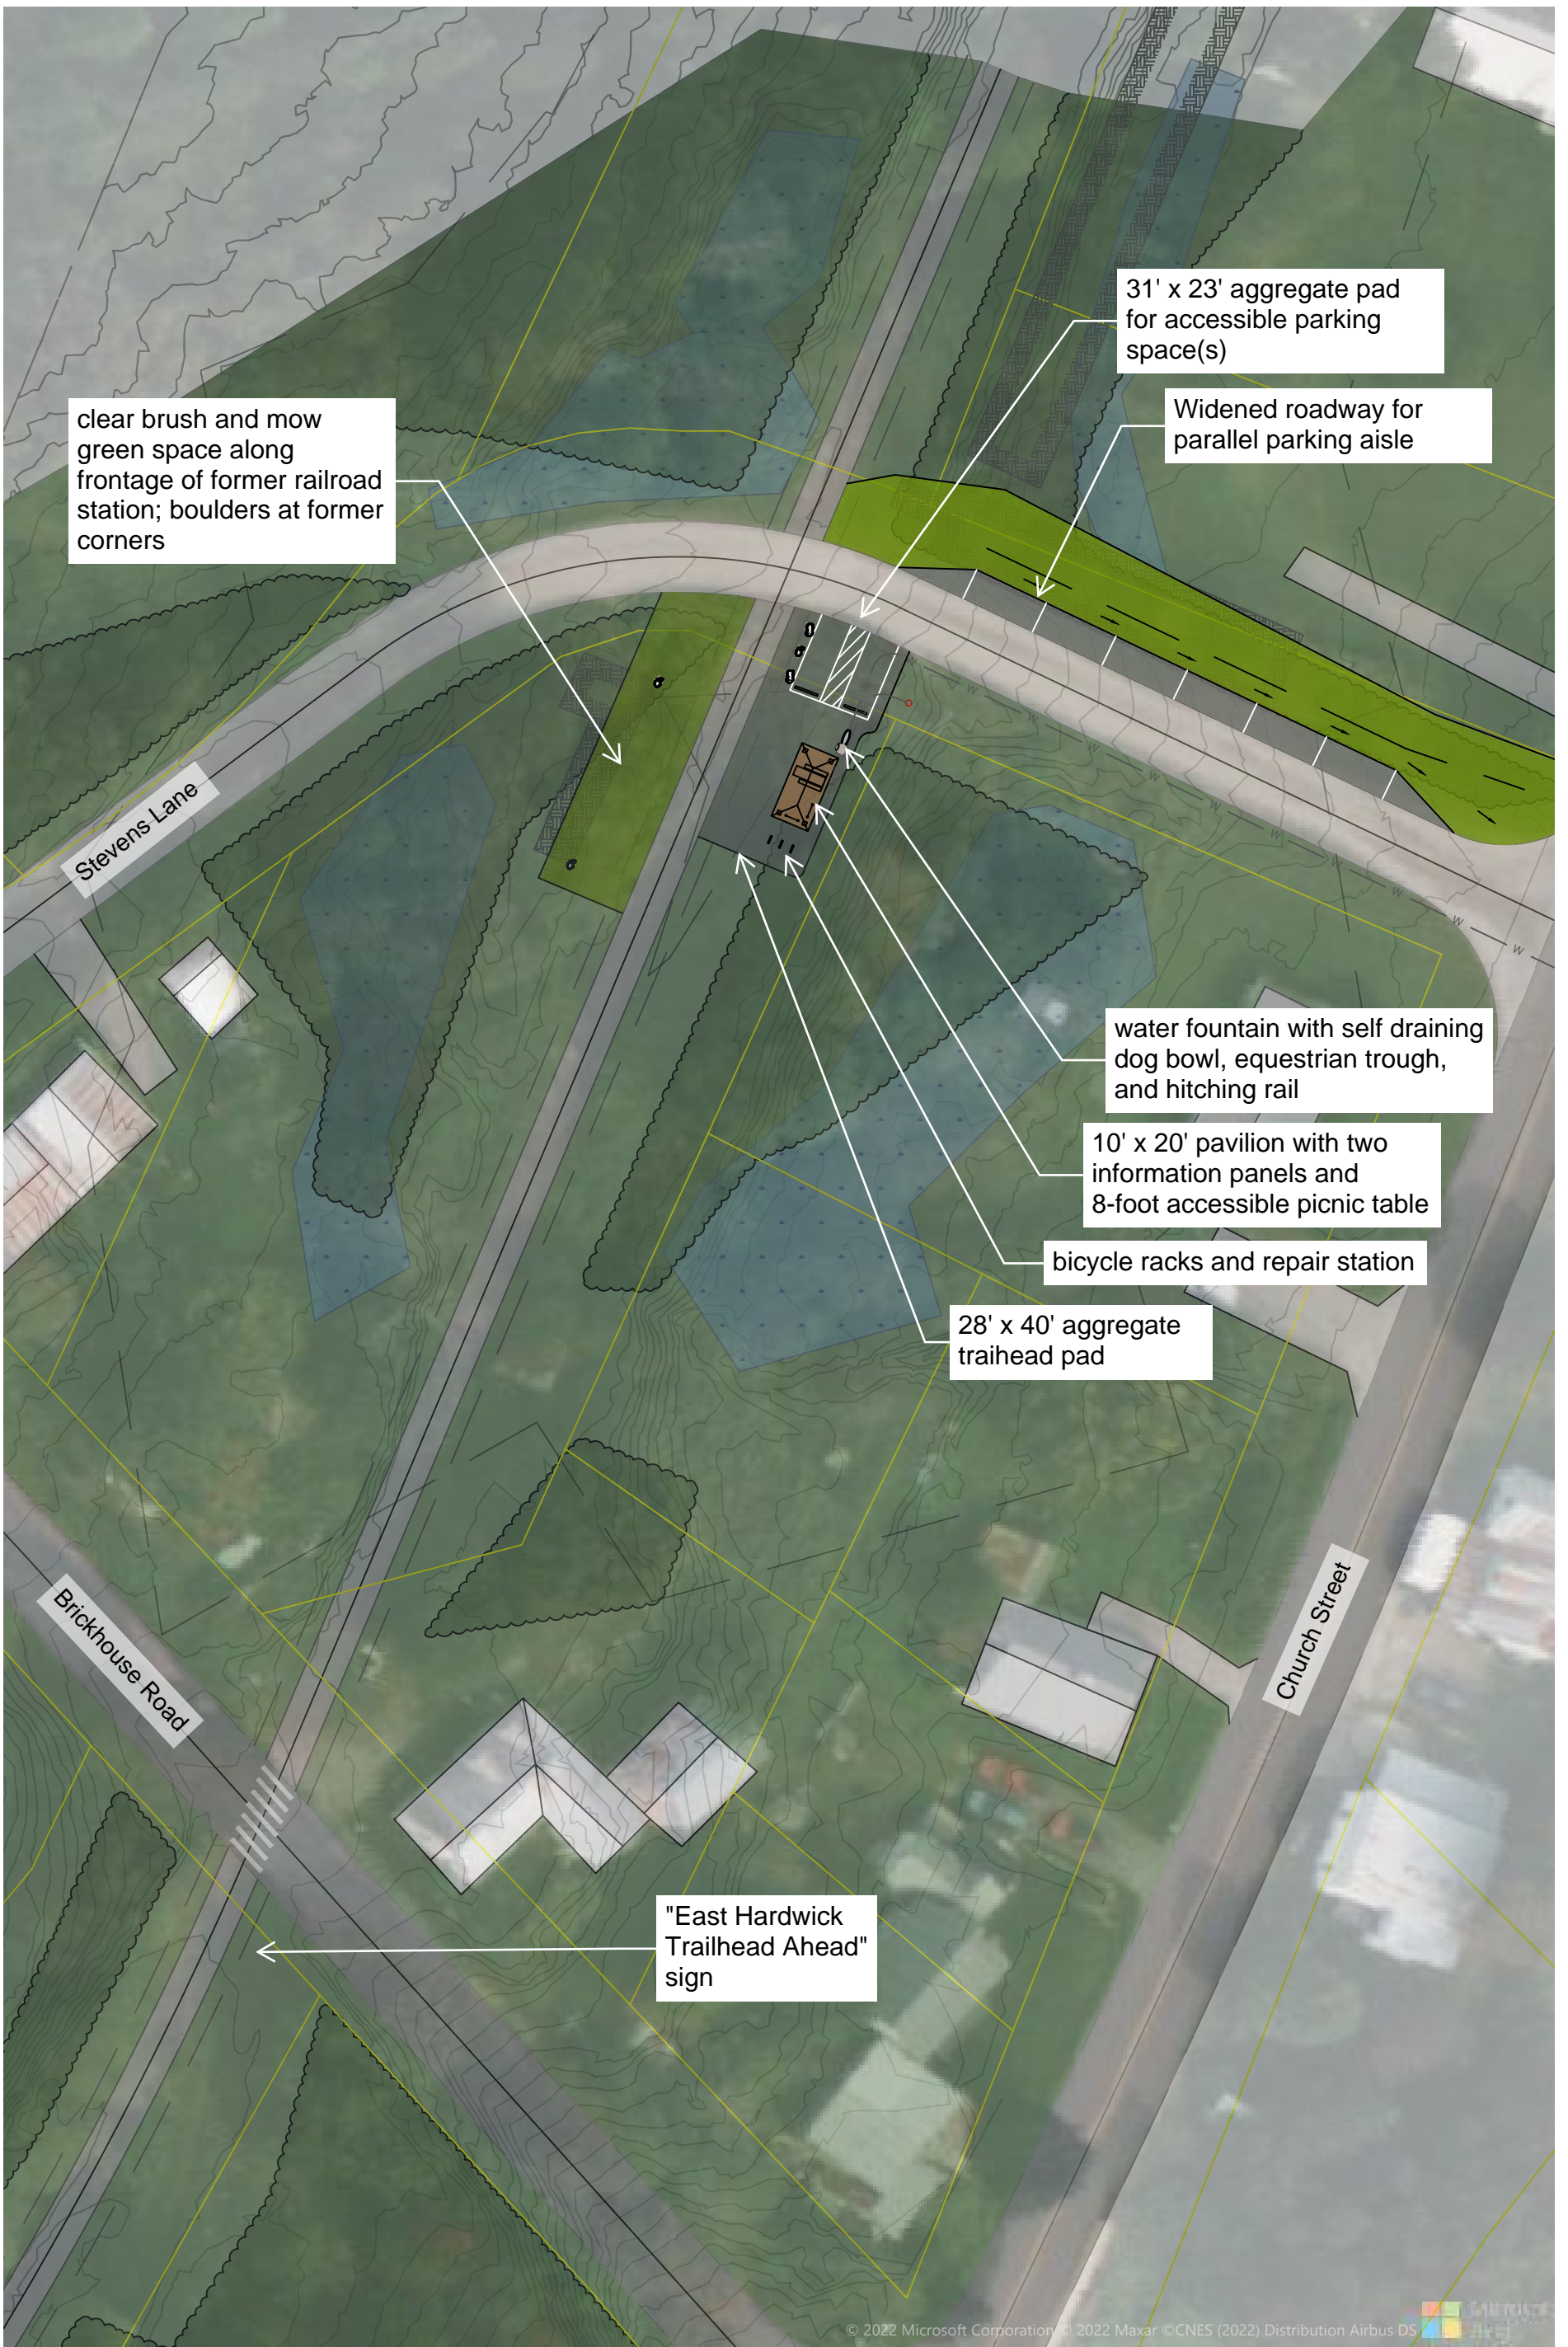 31' x 23' aggregate pad
for accessible parking
space(s)
Widened roadway for
parallel parking aisle
clear brush and mow
green space along
frontage of former railroad
station; boulders at former
corners
Stevens Lane
water fountain with self draining
dog bowl, equestrian trough,
and hitching rail
10' x 20' pavilion with two
information panels and
8-foot accessible picnic table
bicycle racks and repair station
28' x 40' aggregate
traihead pad
Brickhouse Road
Church Street
"East Hardwick
Trailhead Ahead"
sign
W
W
W
W
W
W
W
W
© 2022 Microsoft Corporation © 2022 Maxar ©CNES (2022) Distribution Airbus DS